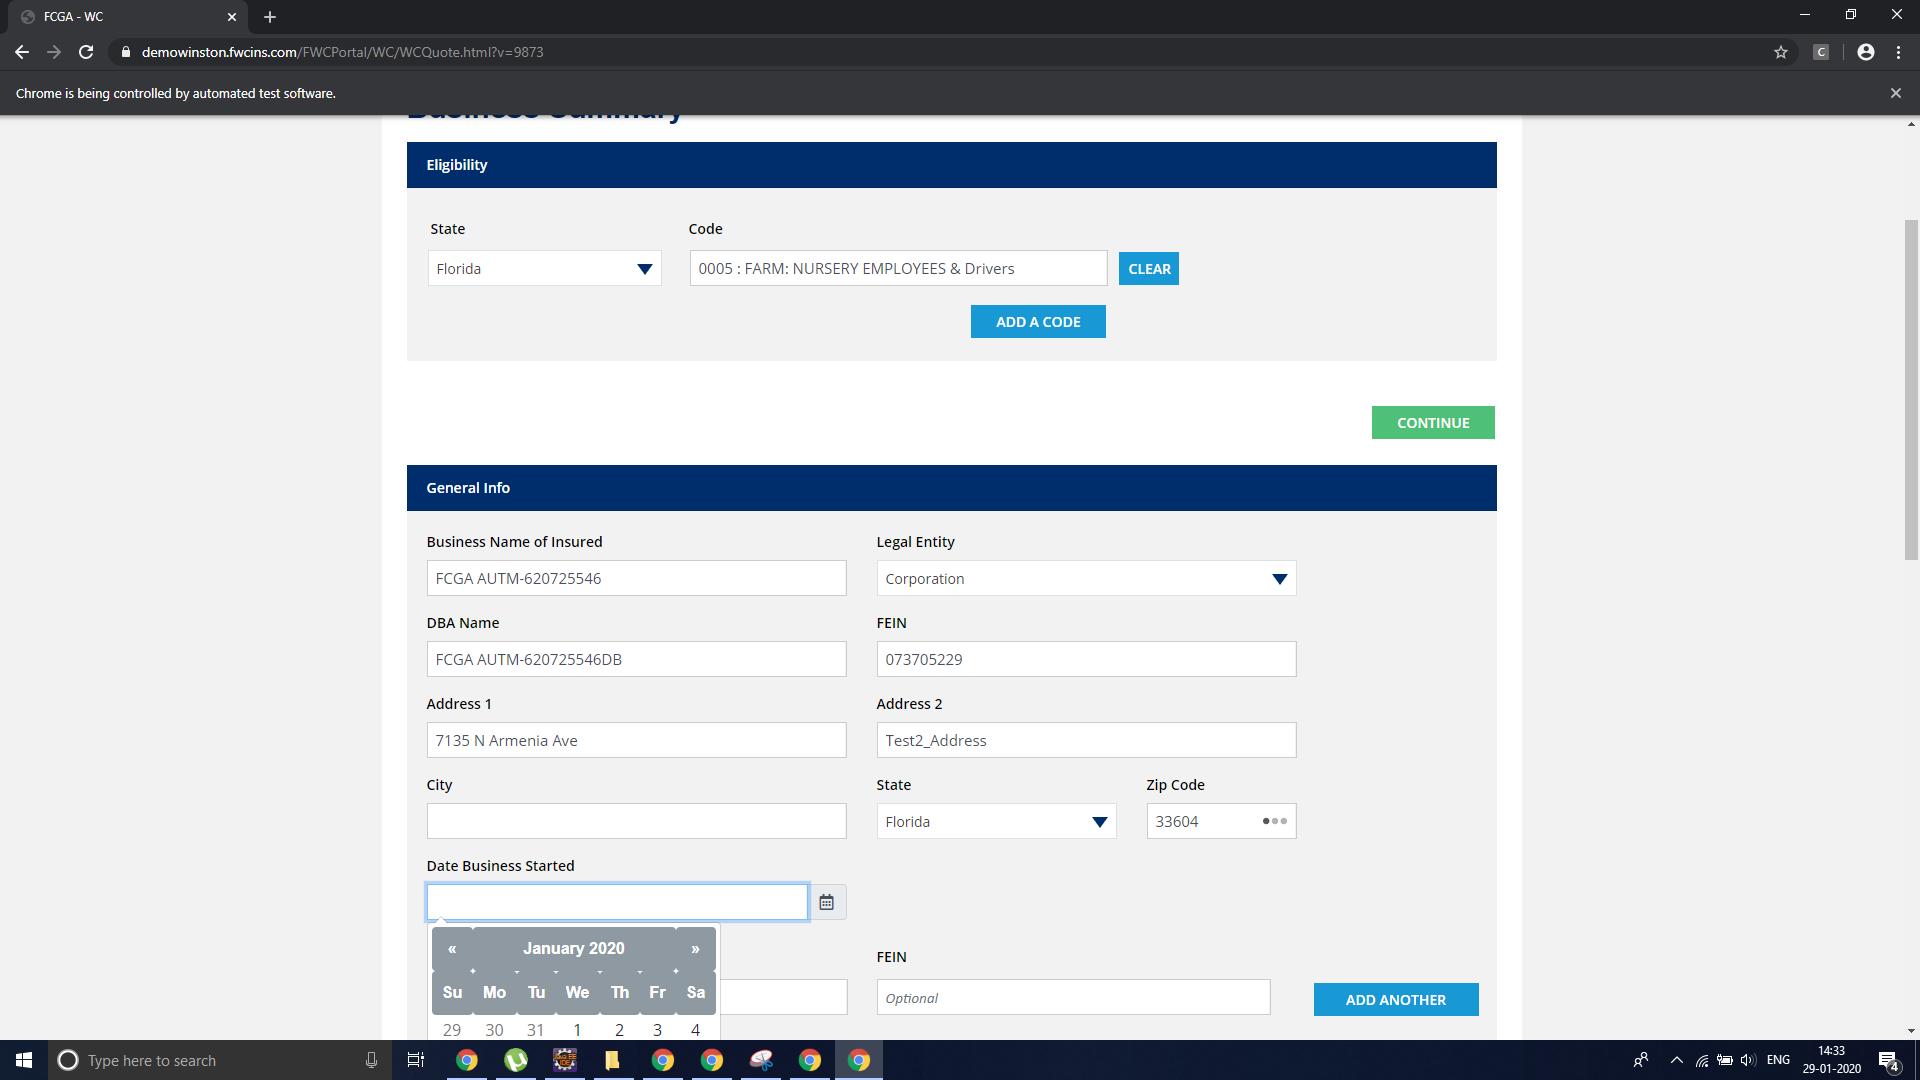 FCGA - WC
demowinston.fwcins.com/FWCPortal/WC/WCQuote.html?v=9873
C
Chrome is being controlled by automated test software.
Business Summary
Eligibility
State
Code
Florida
0005 : FARM: NURSERY EMPLOYEES & Drivers
CLEAR
ADD A CODE
CONTINUE
General Info
Business Name of Insured
Legal Entity
FCGA AUTM-620725546
Corporation
DBA Name
FEIN
FCGA AUTM-620725546DB
073705229
Address 1
Address 2
7135 N Armenia Ave
Test2_Address
City
State
Zip Code
Florida
33604
Date Business Started
« January 2020 »
FEIN
Su Mo Tu We Th Fr Sa
Optional
ADD ANOTHER
29 30 31 1 2 3 4
Type here to search
ENG
14:33
29-01-2020
4